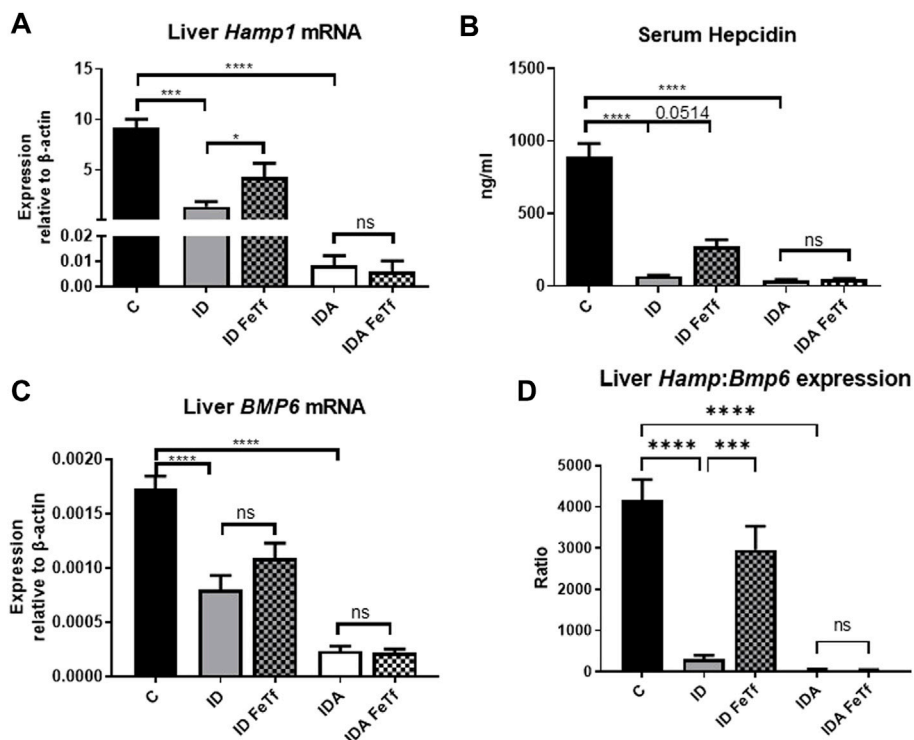 A
Liver Hamp1 mRNA
****
***
*
ns
Expression
relative to β-actin
15
10
5
0.02
0.01
0.00
C
ID
ID FeTf
IDA
IDA FeTf
B
Serum Hepcidin
****
****
0.0514
ns
ng/ml
1500
1000
500
0
C
ID
ID FeTf
IDA
IDA FeTf
C
Liver BMP6 mRNA
****
****
ns
ns
Expression
relative to β-actin
0.0020
0.0015
0.0010
0.0005
0.0000
C
ID
ID FeTf
IDA
IDA FeTf
D
Liver Hamp:Bmp6 expression
****
****
***
ns
Ratio
5000
4000
3000
2000
1000
0
C
ID
ID FeTf
IDA
IDA FeTf